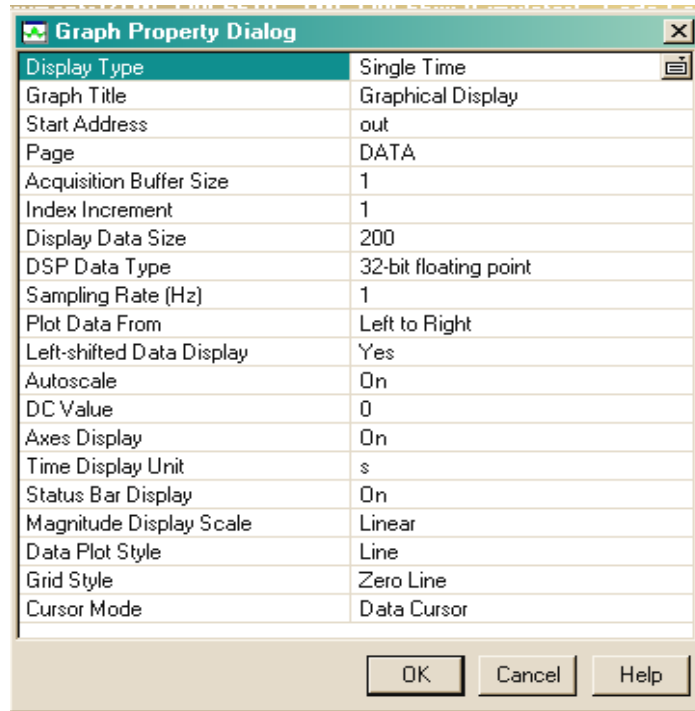 Graph Property Dialog
Display Type Single Time
Graph Title Graphical Display
Start Address out
Page DATA
Acquisition Buffer Size 1
Index Increment 1
Display Data Size 200
DSP Data Type 32-bit floating point
Sampling Rate (Hz) 1
Plot Data From Left to Right
Left-shifted Data Display Yes
Autoscale On
DC Value 0
Axes Display On
Time Display Unit s
Status Bar Display On
Magnitude Display Scale Linear
Data Plot Style Line
Grid Style Zero Line
Cursor Mode Data Cursor
OK Cancel Help